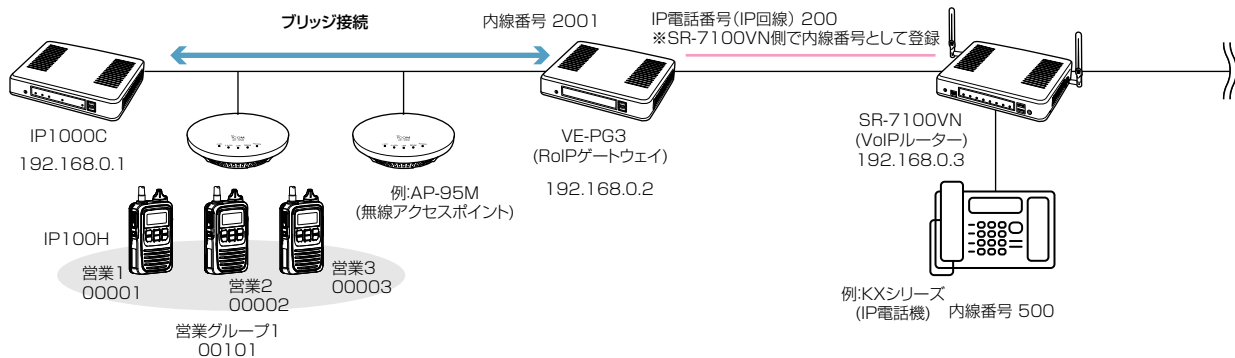 ブリッジ接続
内線番号 2001
IP電話番号(IP回線) 200
※SR-7100VN側で内線番号として登録
IP1000C
192.168.0.1
例:AP-95M
(無線アクセスポイント)
VE-PG3
(RoIPゲートウェイ)
192.168.0.2
SR-7100VN
(VoIPルーター)
192.168.0.3
IP100H
営業1
00001
営業2
00002
営業3
00003
営業グループ1
00101
例:KXシリーズ
(IP電話機)
内線番号 500